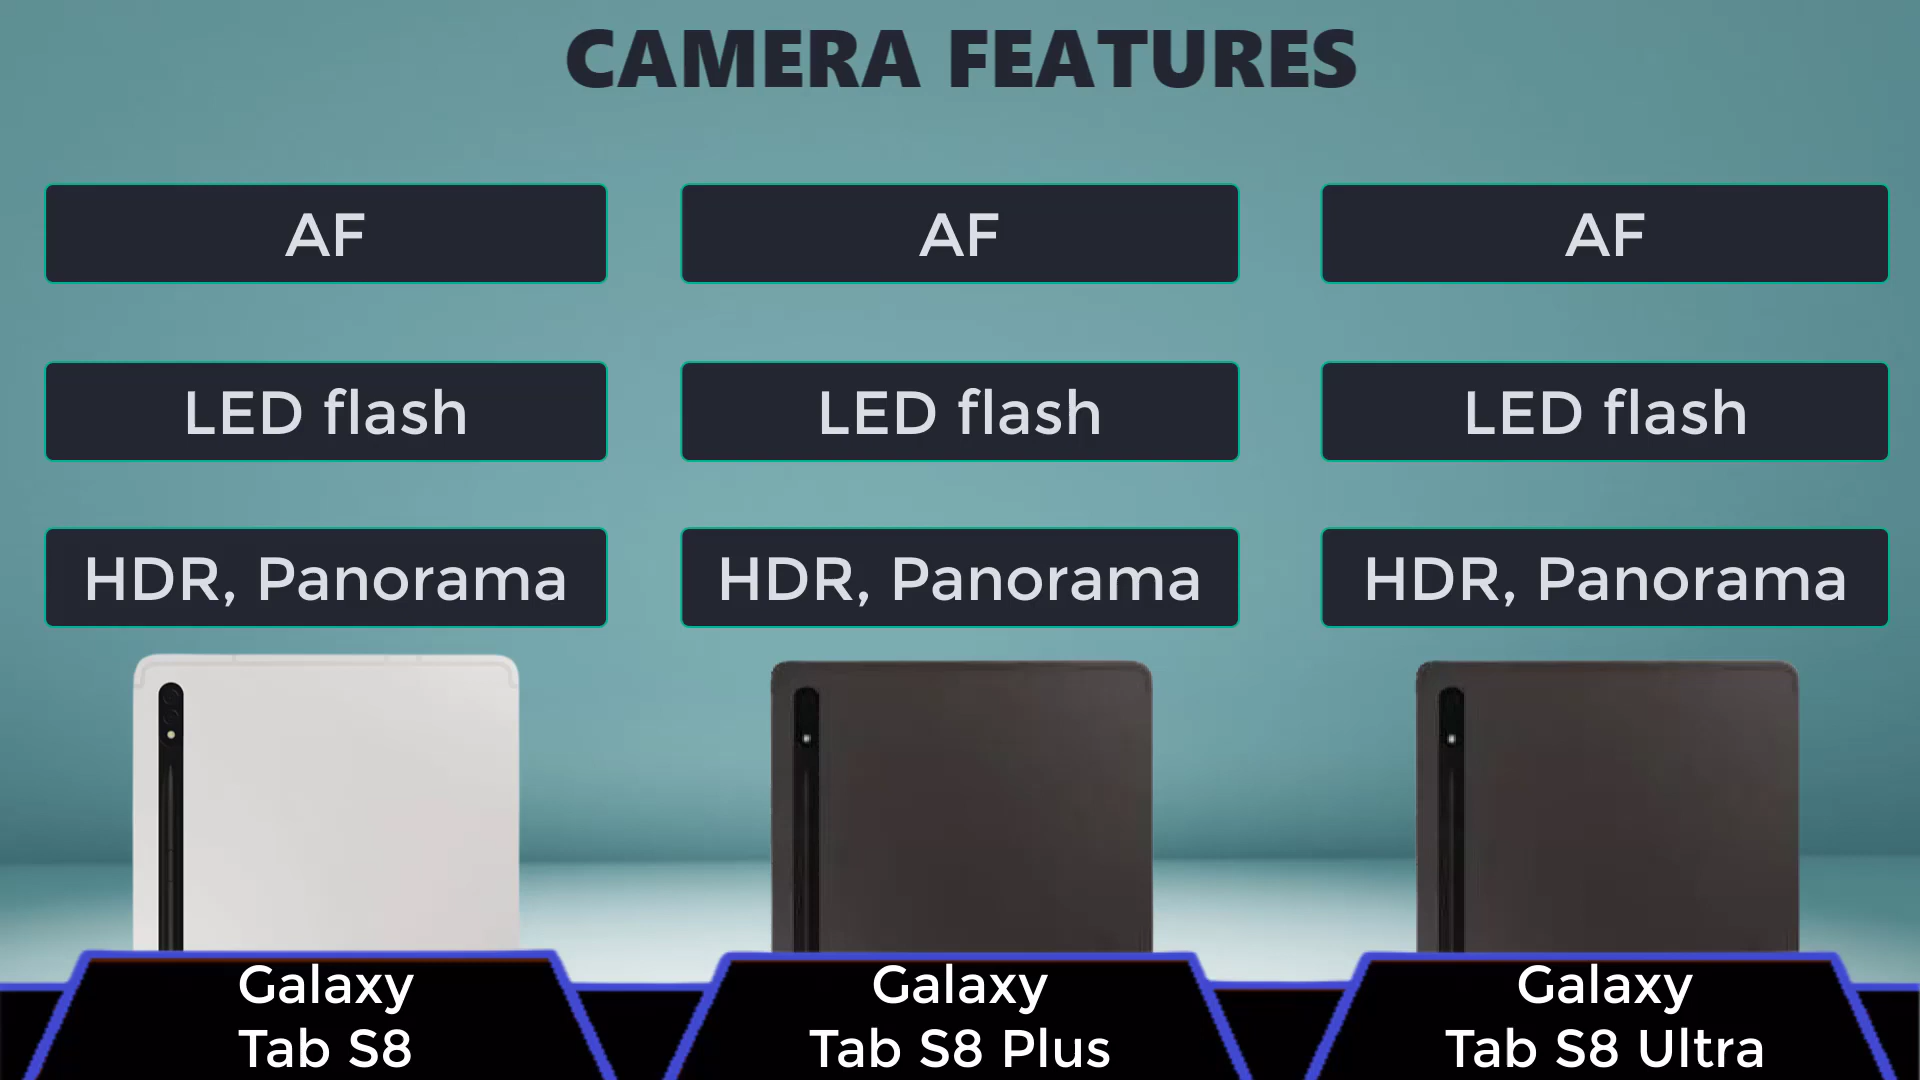 CAMERA FEATURES
AF
AF
AF
LED flash
LED flash
LED flash
HDR, Panorama
HDR, Panorama
HDR, Panorama
Galaxy
Tab S8
Galaxy
Tab S8 Plus
Galaxy
Tab S8 Ultra